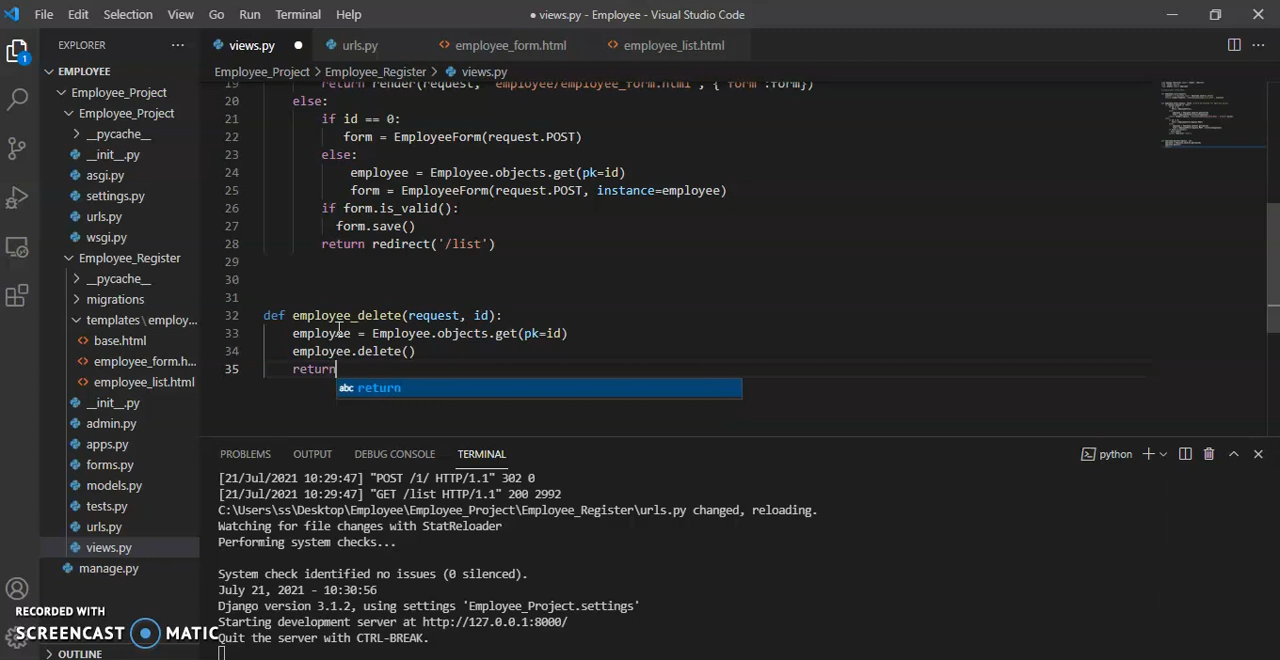 File Edit Selection View Go Run Terminal Help
● views.py - Employee - Visual Studio Code
EXPLORER
1
EMPLOYEE
Employee_Project
Employee_Project
__pycache__
__init__.py
asgi.py
settings.py
urls.py
wsgi.py
Employee_Register
__pycache__
migrations
templates\employ...
base.html
employee_form.h...
employee_list.html
__init__.py
admin.py
apps.py
forms.py
models.py
tests.py
urls.py
views.py
manage.py
OUTLINE
views.py urls.py employee_form.html employee_list.html
Employee_Project > Employee_Register > views.py
19 return render(request, "employee/employee_form.html", {'form':form})
20 else:
21 if id == 0:
22 form = EmployeeForm(request.POST)
23 else:
24 employee = Employee.objects.get(pk=id)
25 form = EmployeeForm(request.POST, instance=employee)
26 if form.is_valid():
27 form.save()
28 return redirect('/list')
29
30
31
32 def employee_delete(request, id):
33 employee = Employee.objects.get(pk=id)
34 employee.delete()
35 return
abc return
PROBLEMS OUTPUT DEBUG CONSOLE TERMINAL
python
[21/Jul/2021 10:29:47] "POST /1/ HTTP/1.1" 302 0
[21/Jul/2021 10:29:47] "GET /list HTTP/1.1" 200 2992
C:\Users\ss\Desktop\Employee\Employee_Project\Employee_Register\urls.py changed, reloading.
Watching for file changes with StatReloader
Performing system checks...
System check identified no issues (0 silenced).
July 21, 2021 - 10:30:56
Django version 3.1.2, using settings 'Employee_Project.settings'
Starting development server at http://127.0.0.1:8000/
Quit the server with CTRL-BREAK.
RECORDED WITH
SCREENCAST MATIC